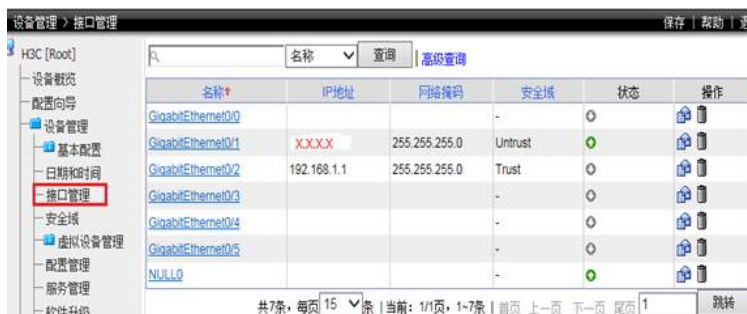 设备管理 > 接口管理
保存 | 帮助 |
H3C [Root]
设备概览
配置向导
设备管理
基本配置
日期和时间
接口管理
安全域
虚拟设备管理
配置管理
服务管理
软件升级
名称 查询 | 高级查询
名称 IP地址 网络掩码 安全域 状态 操作
GigabitEthernet0/0 -
GigabitEthernet0/1 X.X.X.X 255.255.255.0 Untrust
GigabitEthernet0/2 192.168.1.1 255.255.255.0 Trust
GigabitEthernet0/3 -
GigabitEthernet0/4 -
GigabitEthernet0/5 -
NULL0 -
共7条，每页 15 条 | 当前：1/1页，1~7条 | 首页 上一页 下一页 尾页 1 跳转